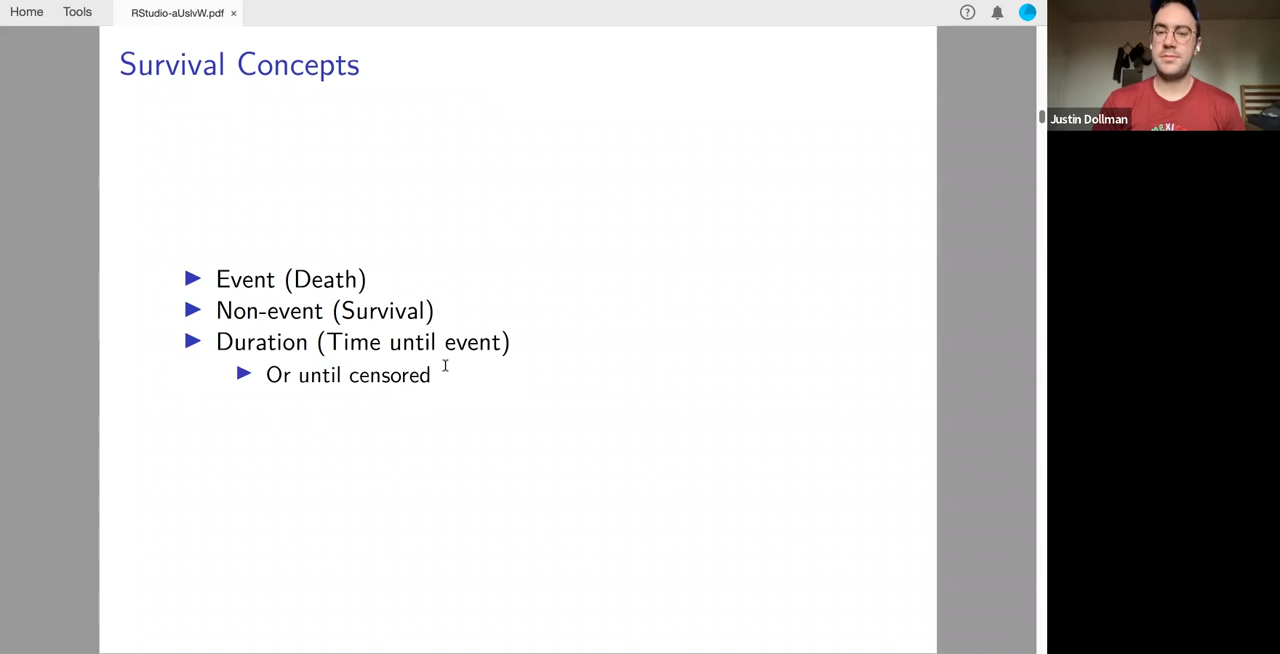 Home Tools RStudio-aUslvW.pdf ×
Survival Concepts
Event (Death)
Non-event (Survival)
Duration (Time until event)
Or until censored
Justin Dollman
MEXIC